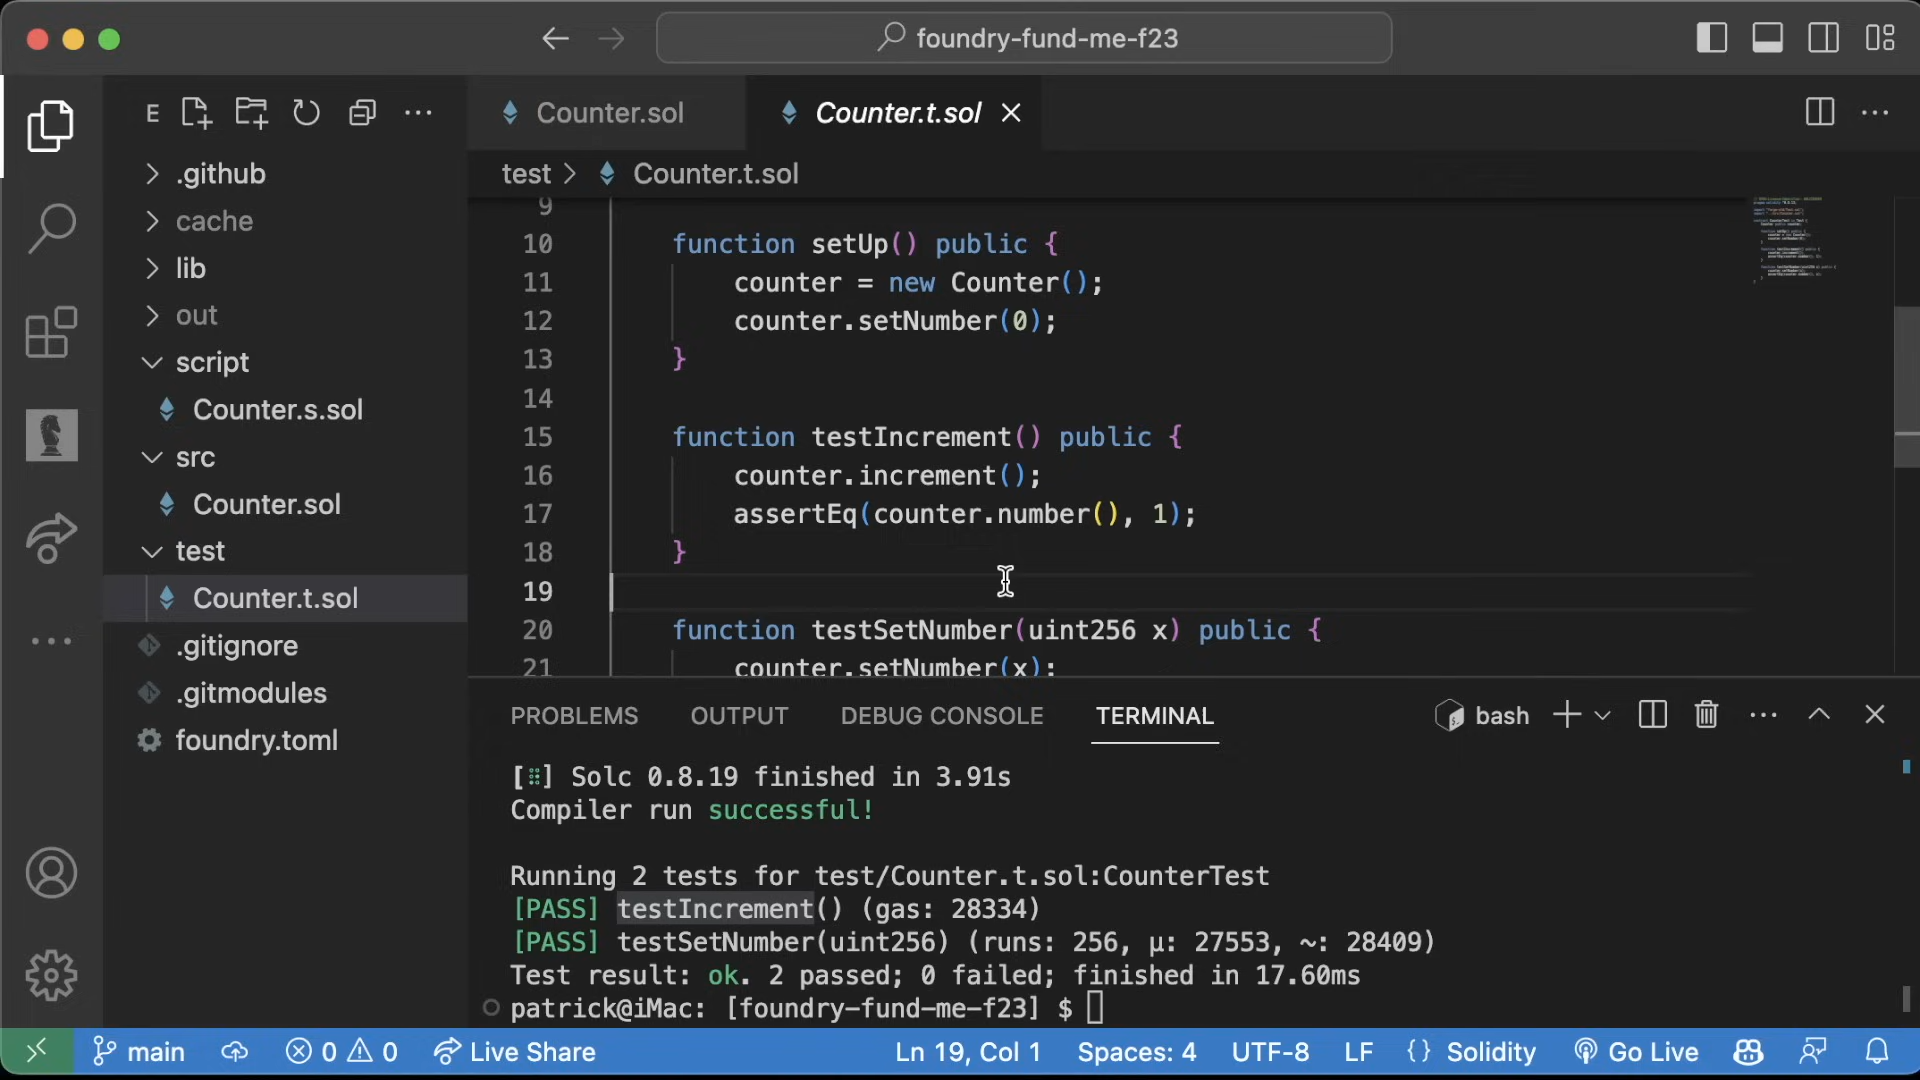 foundry-fund-me-f23
E
Counter.sol
Counter.t.sol
.github
cache
lib
out
script
Counter.s.sol
src
Counter.sol
test
Counter.t.sol
.gitignore
.gitmodules
foundry.toml
test > Counter.t.sol
9
10 function setUp() public {
11 counter = new Counter();
12 counter.setNumber(0);
13 }
14
15 function testIncrement() public {
16 counter.increment();
17 assertEq(counter.number(), 1);
18 }
19
20 function testSetNumber(uint256 x) public {
21 counter.setNumber(x);
PROBLEMS OUTPUT DEBUG CONSOLE TERMINAL bash
[⠿] Solc 0.8.19 finished in 3.91s
Compiler run successful!
Running 2 tests for test/Counter.t.sol:CounterTest
[PASS] testIncrement() (gas: 28334)
[PASS] testSetNumber(uint256) (runs: 256, μ: 27553, ~: 28409)
Test result: ok. 2 passed; 0 failed; finished in 17.60ms
patrick@iMac: [foundry-fund-me-f23] $
main 0 0 Live Share Ln 19, Col 1 Spaces: 4 UTF-8 LF {} Solidity Go Live